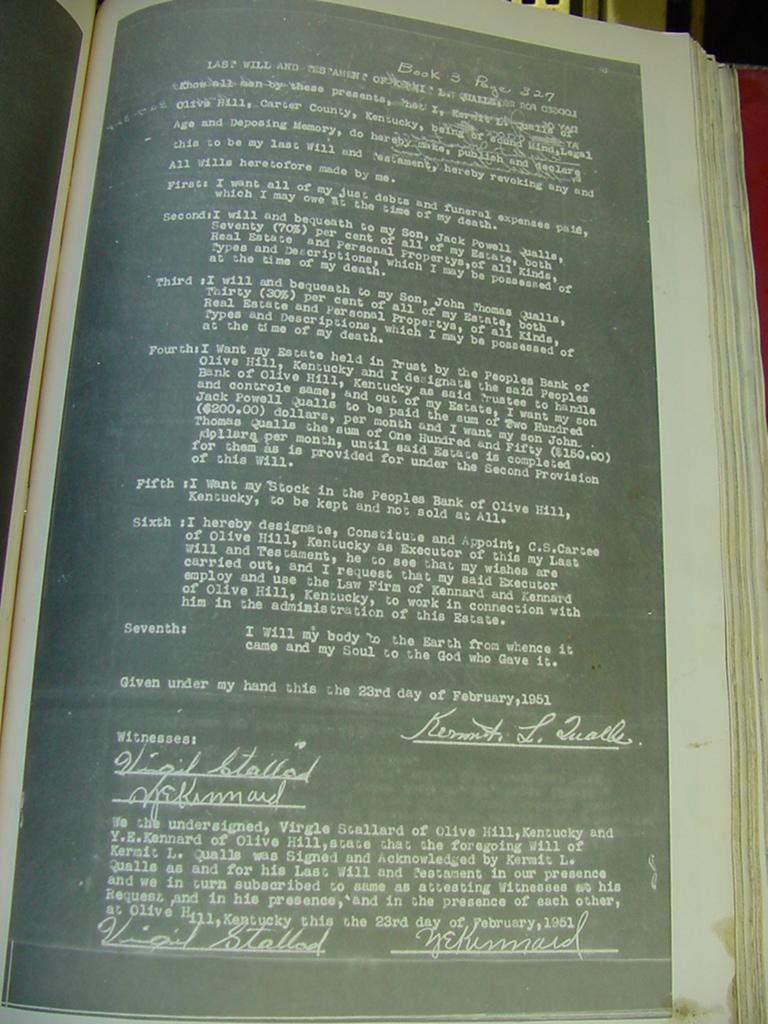 Book 3 Page 327
LAST WILL AND TESTAMENT OF KERMIT L. QUALLS
Know all men by these presents, that I, Kermit L. Qualls of
Olive Hill, Carter County, Kentucky, being of sound Mind,Legal
Age and Deposing Memory, do hereby make, publish and declare
this to be my last Will and Testament, hereby revoking any and
All Wills heretofore made by me.
First: I want all of my just debts and funeral expenses paid,
which I may owe at the time of my death.
Second:I will and bequeath to my Son, Jack Powell Qualls,
Seventy (70%) per cent of all of my Estate, both
Real Estate and Personal Propertys,of all Kinds,
Types and Descriptions, which I may be possessed of
at the time of my death.
Third :I will and bequeath to my Son, John Thomas Qualls,
Thirty (30%) per cent of all of my Estate, both
Real Estate and Personal Propertys, of all Kinds,
Types and Descriptions, which I may be possessed of
at the time of my death.
Fourth:I Want my Estate held in Trust by the Peoples Bank of
Olive Hill, Kentucky and I designate the said Peoples
Bank of Olive Hill, Kentucky as said Trustee to handle
and controle same, and out of my Estate, I want my son
Jack Powell Qualls to be paid the sum of Two Hundred
($200.00) dollars, per month and I want my son John
Thomas Qualls the sum of One Hundred and Fifty ($150.00)
dollars per month, until said Estate is completed
for them as is provided for under the Second Provision
of this Will.
Fifth :I Want my Stock in the Peoples Bank of Olive Hill,
Kentucky, to be kept and not sold at All.
Sixth :I hereby designate, Constitute and Appoint, C.S.Cartee
of Olive Hill, Kentucky as Executor of this my Last
Will and Testament, he to see that my wishes are
carried out, and I request that my said Executor
employ and use the Law Firm of Kennard and Kennard
of Olive Hill, Kentucky, to work in connection with
him in the administration of this Estate.
Seventh: I Will my body to the Earth from whence it
came and my Soul to the God who Gave it.
Given under my hand this the 23rd day of February,1951
Kermit L. Qualls.
Witnesses:
Virgil Stallad
Y E Kennard
We the undersigned, Virgle Stallard of Olive Hill,Kentucky and
Y.E.Kennard of Olive Hill,state that the foregoing Will of
Kermit L. Qualls was Signed and Acknowledged by Kermit L.
Qualls as and for his Last Will and Testament in our presence
and we in turn subscribed to same as attesting Witnesses at his
Request and in his presence, and in the presence of each other,
at Olive Hill,Kentucky this the 23rd day of February,1951
Virgil Stallad Y E Kennard